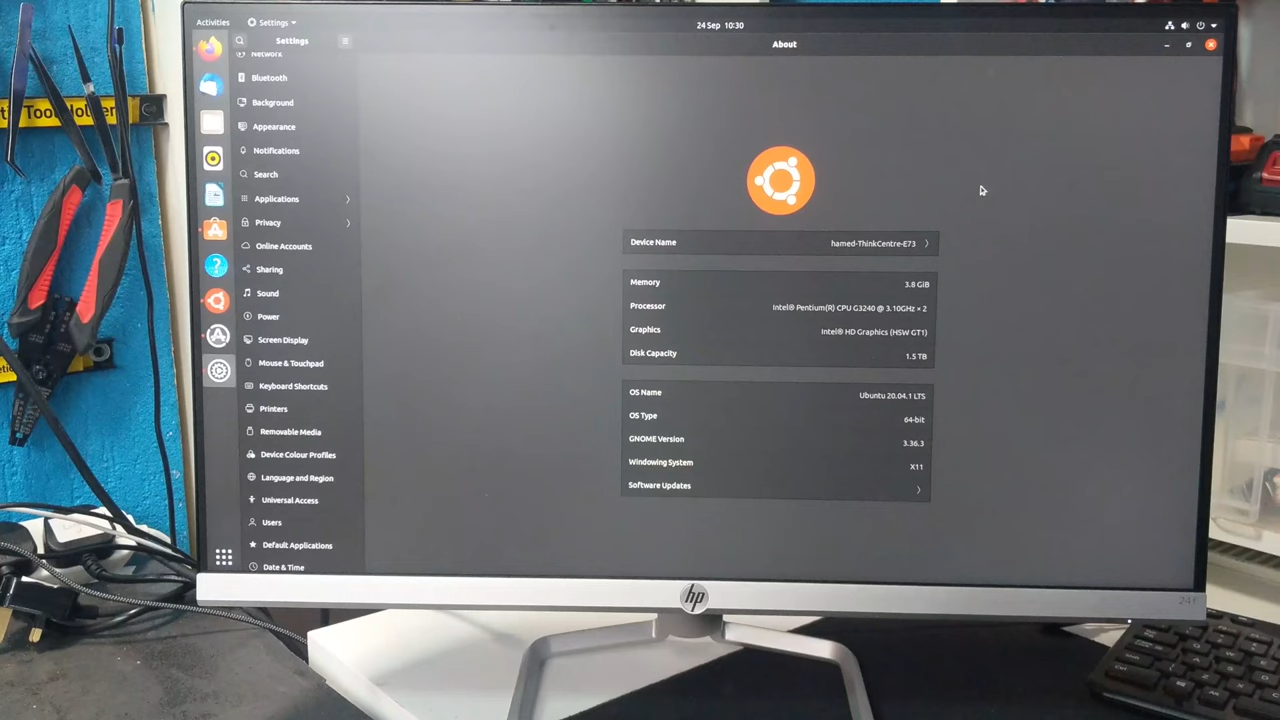 Activities
Settings
24 Sep 10:30
Settings
About
Network
Bluetooth
Background
Appearance
Notifications
Search
Applications
Privacy
Online Accounts
Sharing
Sound
Power
Screen Display
Mouse & Touchpad
Keyboard Shortcuts
Printers
Removable Media
Device Colour Profiles
Language and Region
Universal Access
Users
Default Applications
Date & Time
Device Name hamed-ThinkCentre-E73
Memory 3.8 GiB
Processor Intel® Pentium(R) CPU G3240 @ 3.10GHz × 2
Graphics Intel® HD Graphics (HSW GT1)
Disk Capacity 1.5 TB
OS Name Ubuntu 20.04.1 LTS
OS Type 64-bit
GNOME Version 3.36.3
Windowing System X11
Software Updates
hp
24f